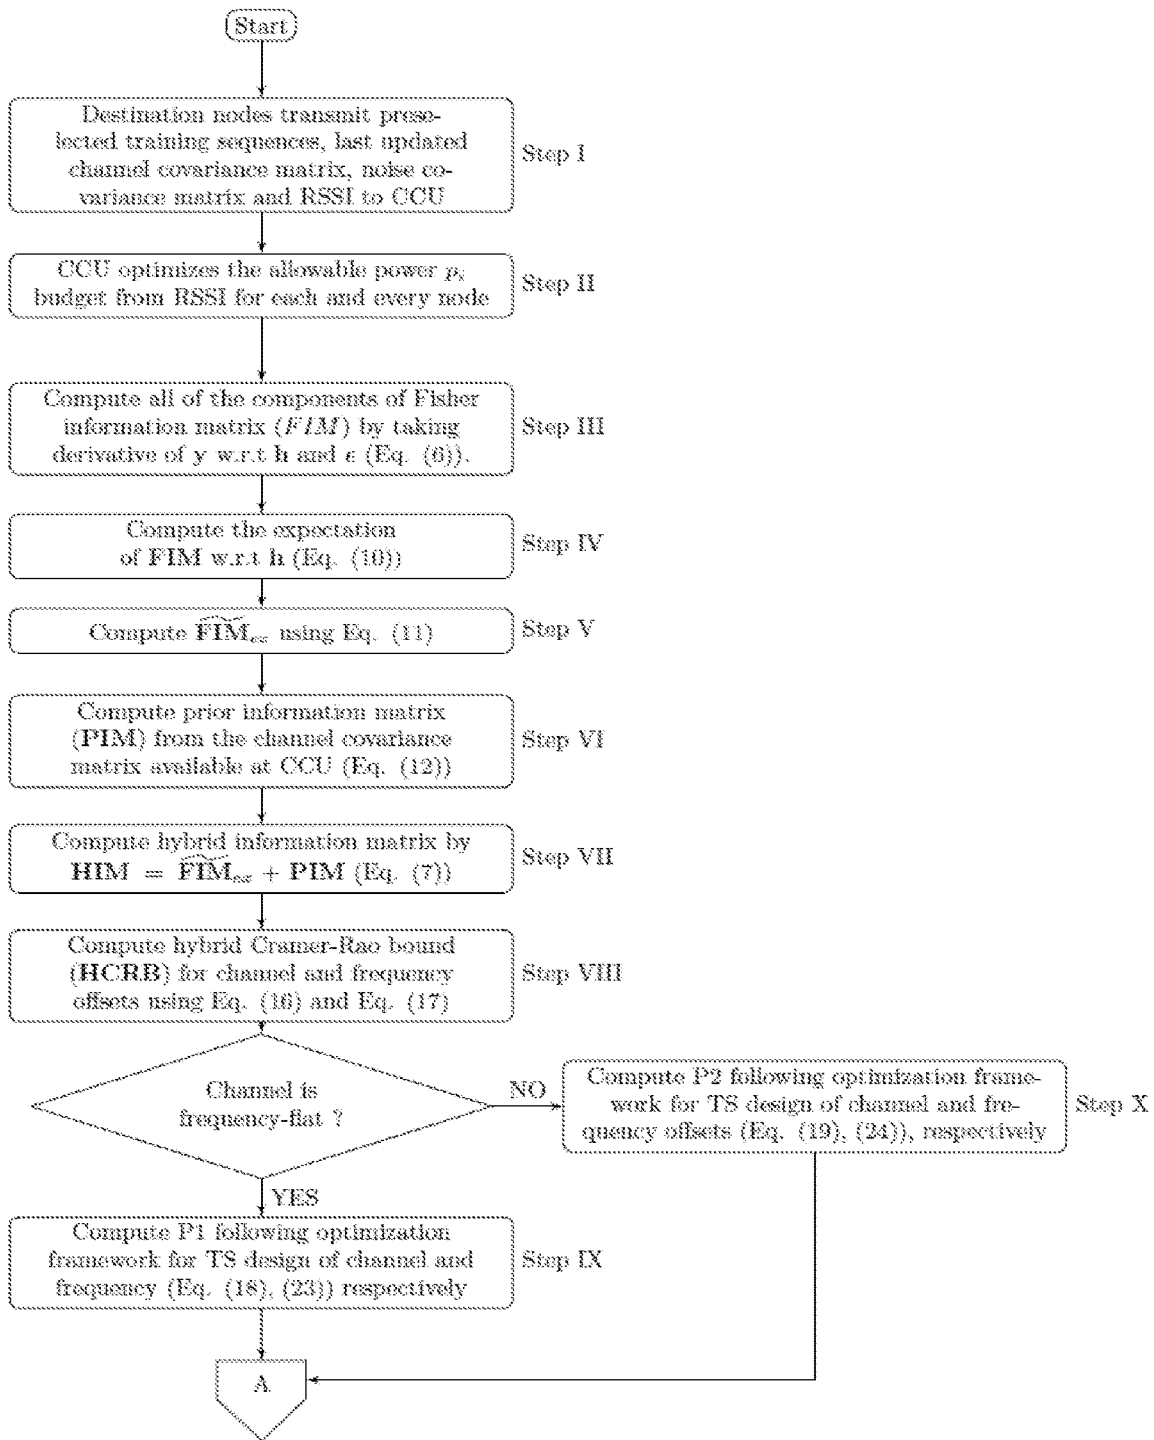 Start
Destination nodes transmit prese-
lected training sequences, last updated
channel covariance matrix, noise co-
variance matrix and RSSI to CCU
Step I
CCU optimizes the allowable power p_i
budget from RSSI for each and every node
Step II
Compute all of the components of Fisher
information matrix (FIM) by taking
derivative of y w.r.t h and ϵ (Eq. (6)).
Step III
Compute the expectation
of FIM w.r.t h (Eq. (10))
Step IV
Compute \widetilde{FIM}_{ex} using Eq. (11)
Step V
Compute prior information matrix
(PIM) from the channel covariance
matrix available at CCU (Eq. (12))
Step VI
Compute hybrid information matrix by
HIM = \widetilde{FIM}_{ex} + PIM (Eq. (7))
Step VII
Compute hybrid Cramer-Rao bound
(HCRB) for channel and frequency
offsets using Eq. (16) and Eq. (17)
Step VIII
Channel is
frequency-flat ?
NO
Compute P2 following optimization frame-
work for TS design of channel and fre-
quency offsets (Eq. (19), (24)), respectively
Step X
YES
Compute P1 following optimization
framework for TS design of channel and
frequency (Eq. (18), (23)) respectively
Step IX
A